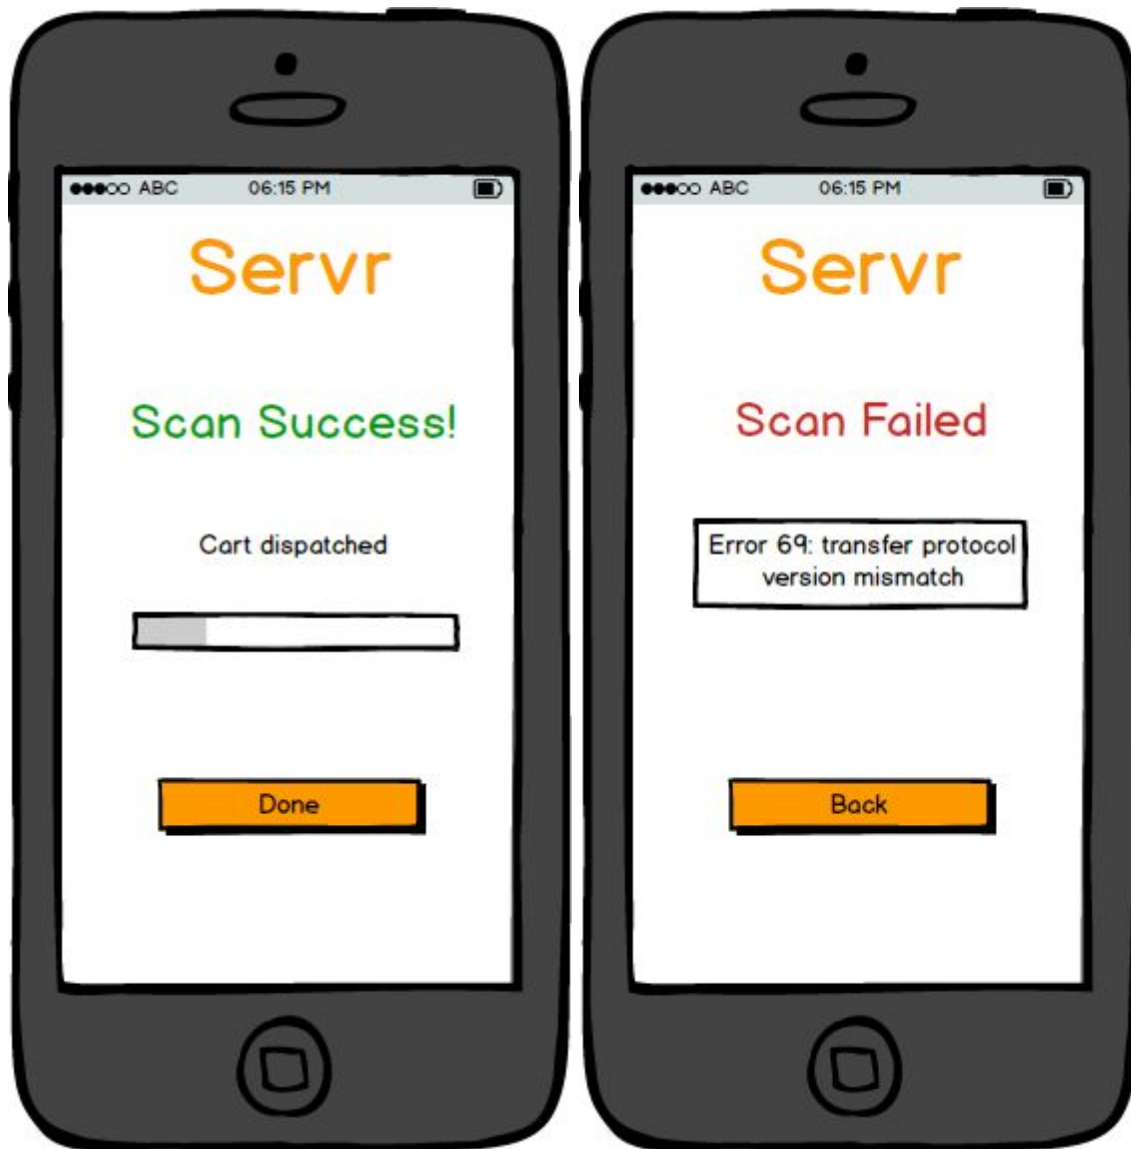 ABC 06:15 PM
Servr
Scan Success!
Cart dispatched
Done
ABC 06:15 PM
Servr
Scan Failed
Error 69: transfer protocol
version mismatch
Back